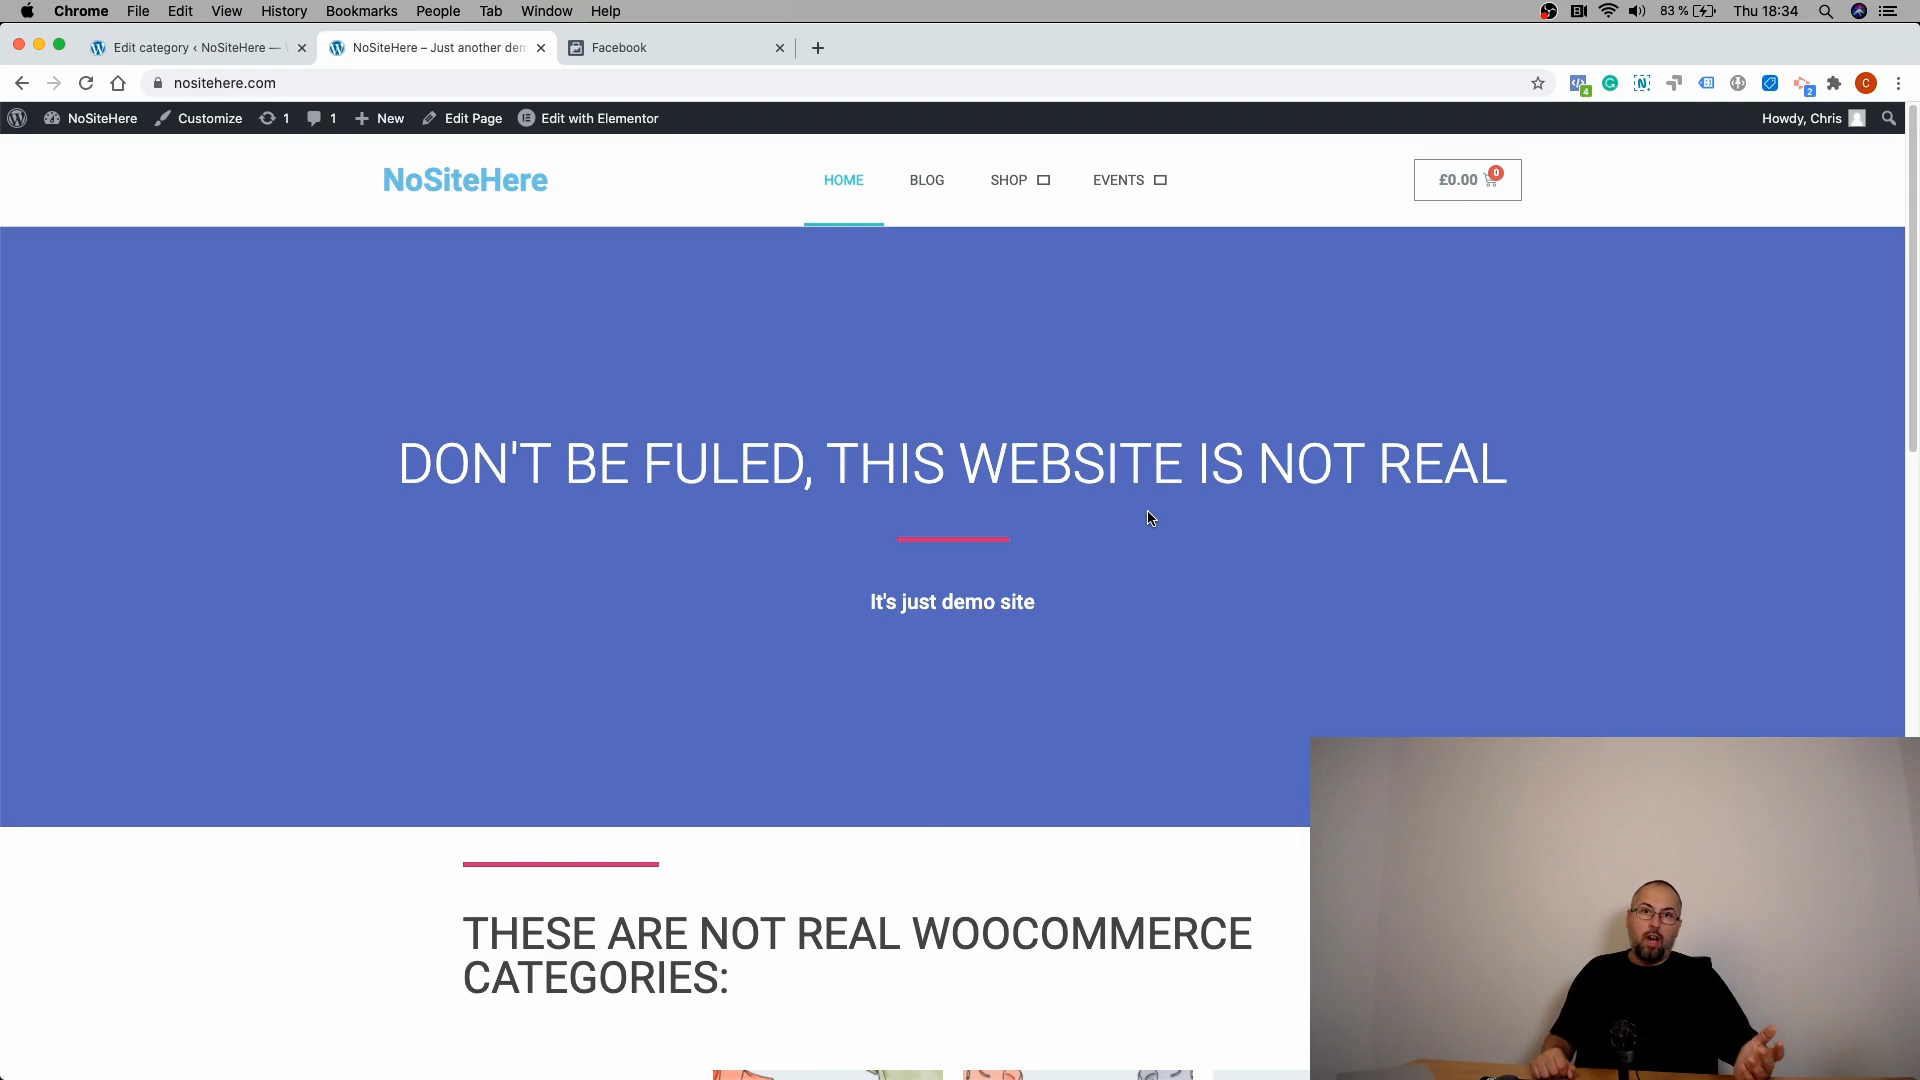 Chrome File Edit View History Bookmarks People Tab Window Help 83 % Thu 18:34
Edit category ‹ NoSiteHere —
NoSiteHere – Just another dem
Facebook
nositehere.com
4
2
C
NoSiteHere Customize 1 1 New Edit Page Edit with Elementor Howdy, Chris
NoSiteHere
HOME BLOG SHOP EVENTS
£0.00 0
DON'T BE FULED, THIS WEBSITE IS NOT REAL
It's just demo site
THESE ARE NOT REAL WOOCOMMERCE
CATEGORIES: